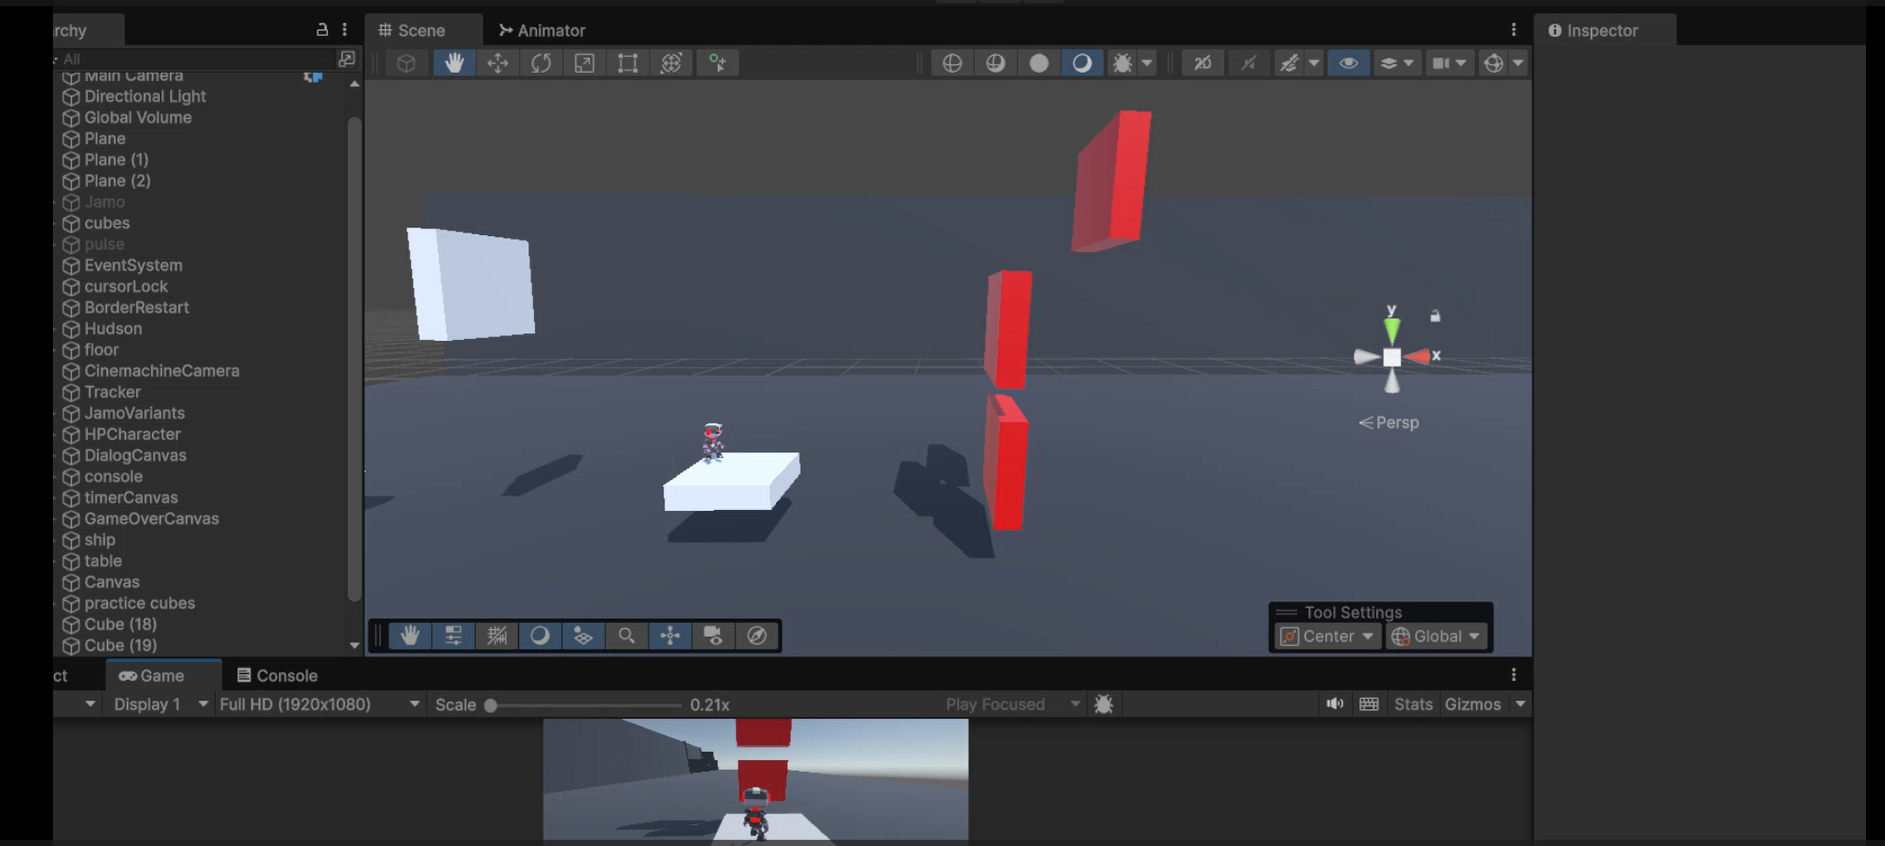 rchy
Scene
Animator
Inspector
All
2D
Main Camera
Directional Light
Global Volume
Plane
Plane (1)
Plane (2)
Jamo
cubes
pulse
EventSystem
cursorLock
BorderRestart
Hudson
floor
CinemachineCamera
Tracker
JamoVariants
HPCharacter
DialogCanvas
console
timerCanvas
GameOverCanvas
ship
table
Canvas
practice cubes
Cube (18)
Cube (19)
y
x
Persp
Tool Settings
Center
Global
ct
Game
Console
Display 1
Full HD (1920x1080)
Scale
0.21x
Play Focused
Stats
Gizmos